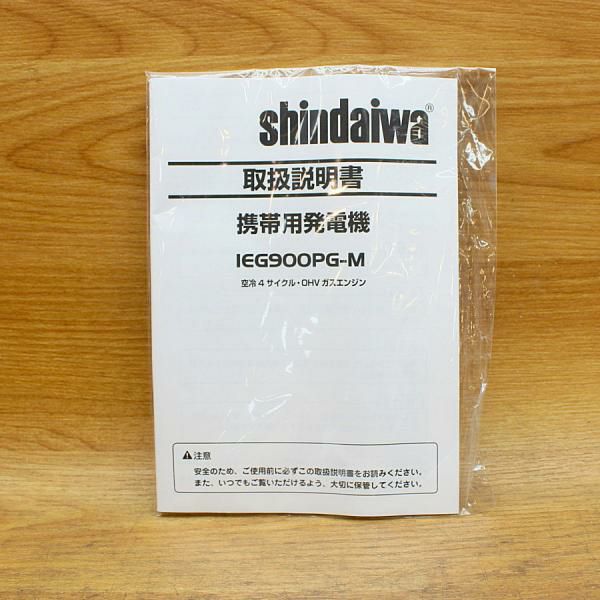 shindaiwa®
取扱説明書
携帯用発電機
IEG900PG-M
空冷4サイクル・OHVガスエンジン
⚠注意
安全のため、ご使用前に必ずこの取扱説明書をお読みください。
また、いつでもご覧いただけるよう、大切に保管してください。